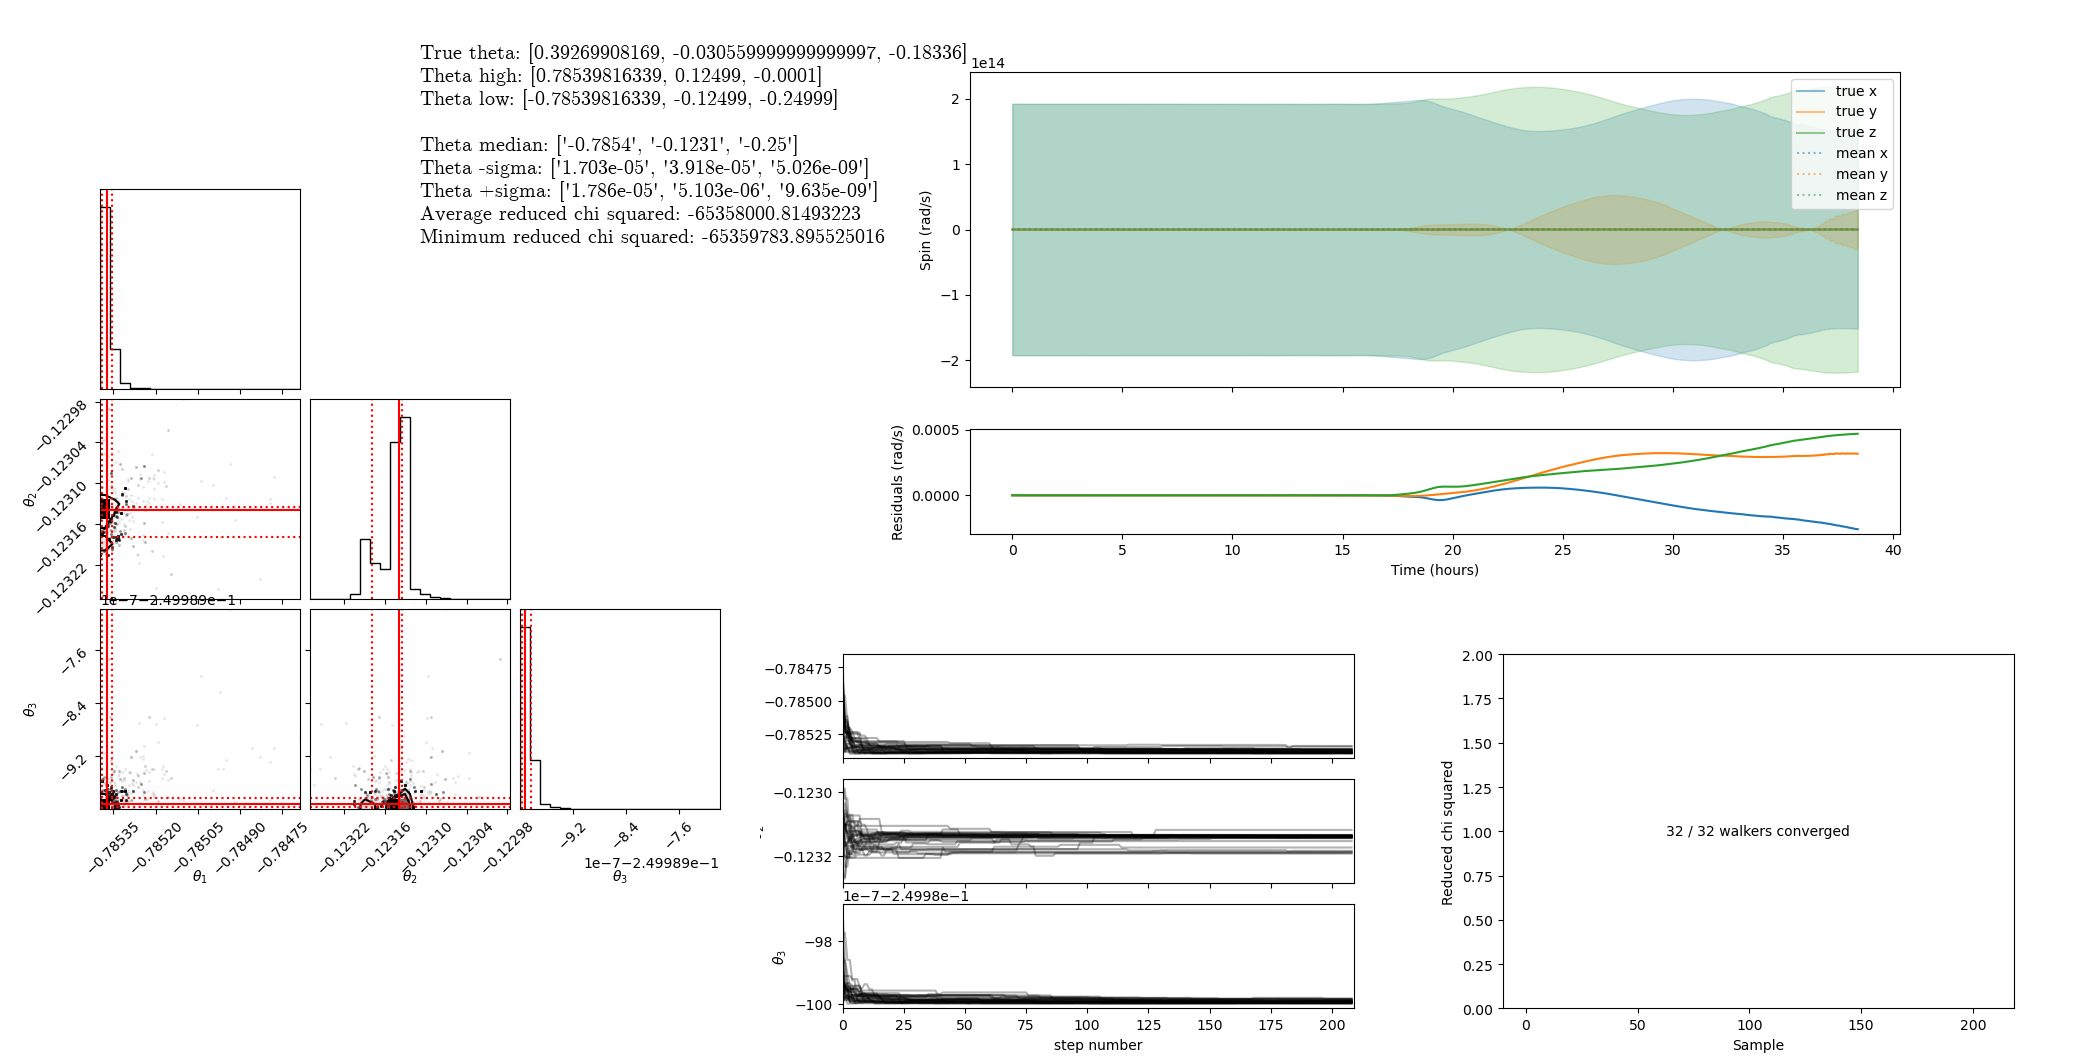 True theta: [0.39269908169, -0.030559999999999997, -0.18336]
Theta high: [0.78539816339, 0.12499, -0.0001]
Theta low: [-0.78539816339, -0.12499, -0.24999]
Theta median: ['-0.7854', '-0.1231', '-0.25']
Theta -sigma: ['1.703e-05', '3.918e-05', '5.026e-09']
Theta +sigma: ['1.786e-05', '5.103e-06', '9.635e-09']
Average reduced chi squared: -65358000.81493223
Minimum reduced chi squared: -65359783.895525016
1e14
2
1
0
−1
−2
Spin (rad/s)
true x
true y
true z
mean x
mean y
mean z
0.0005
0.0000
Residuals (rad/s)
0 5 10 15 20 25 30 35 40
Time (hours)
−0.12298
−0.12304
−0.12310
−0.12316
−0.12322
θ2
1e−7−2.49989e−1
−7.6
−8.4
−9.2
θ3
−0.78535 −0.78520 −0.78505 −0.78490 −0.78475
θ1
−0.12322 −0.12316 −0.12310 −0.12304 −0.12298
θ2
−9.2 −8.4 −7.6
1e−7−2.49989e−1
θ3
−0.78475
−0.78500
−0.78525
−0.1230
−0.1232
1e−7−2.4998e−1
−98
−100
θ3
0 25 50 75 100 125 150 175 200
step number
2.00
1.75
1.50
1.25
1.00
0.75
0.50
0.25
0.00
Reduced chi squared
32 / 32 walkers converged
0 50 100 150 200
Sample